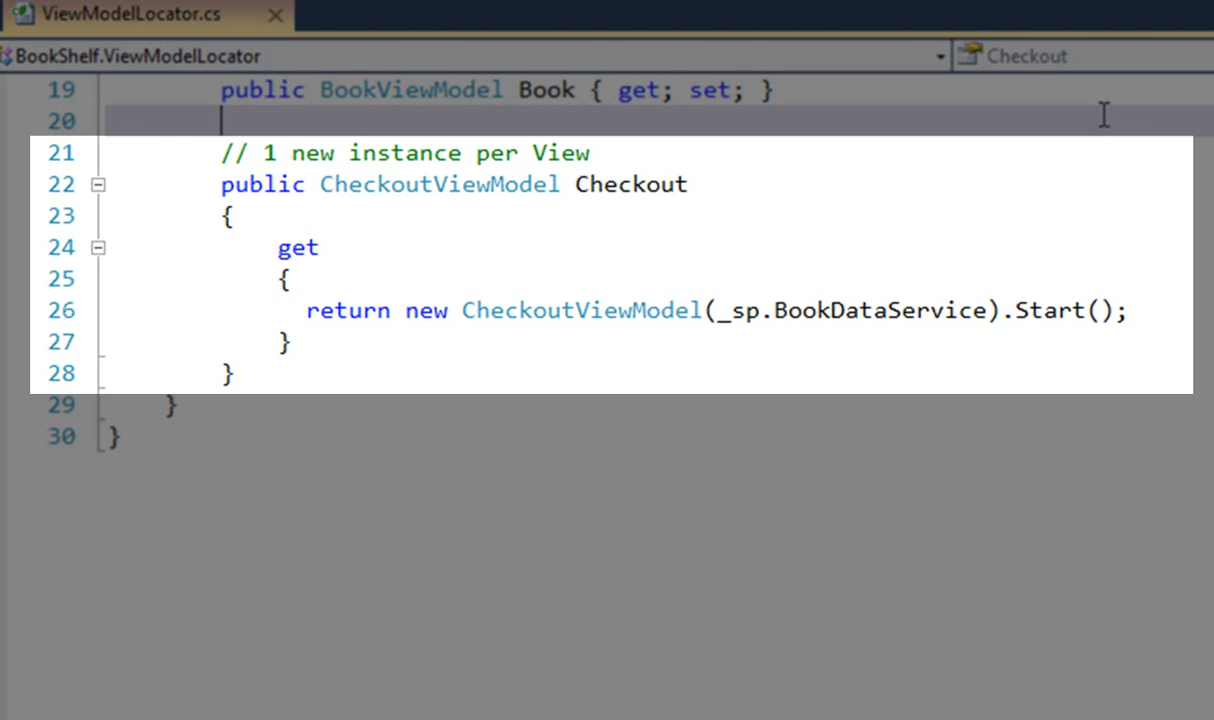 ViewModelLocator.cs
BookShelf.ViewModelLocator
Checkout
19 public BookViewModel Book { get; set; }
20
21 // 1 new instance per View
22 public CheckoutViewModel Checkout
23 {
24 get
25 {
26 return new CheckoutViewModel(_sp.BookDataService).Start();
27 }
28 }
29 }
30 }